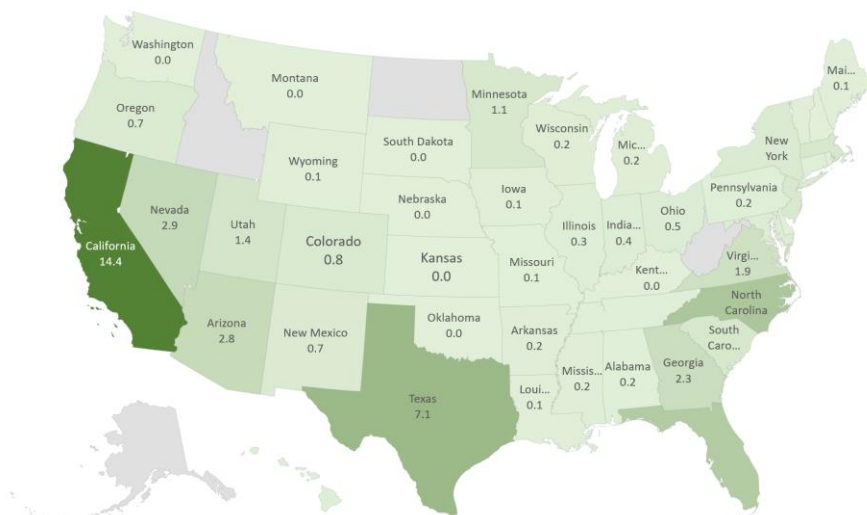 Washington
0.0
Montana
0.0
Minnesota
1.1
Mai ...
0.1
Oregon
0.7
South Dakota
0.0
Wisconsin
0.2
Mic ...
0.2
New York
Wyoming
0.1
Nebraska
0.0
Iowa
0.1
Pennsylvania
0.2
Nevada
2.9
Utah
1.4
Colorado
0.8
Illinois
0.3
India ...
0.4
Ohio
0.5
California
14.4
Kansas
0.0
Missouri
0.1
Kent ...
0.0
Virgi ...
1.9
Arizona
2.8
New Mexico
0.7
Oklahoma
0.0
Arkansas
0.2
North
Carolina
South
Caro ...
Texas
7.1
Loui ...
0.1
Missis ...
0.2
Alabama
0.2
Georgia
2.3